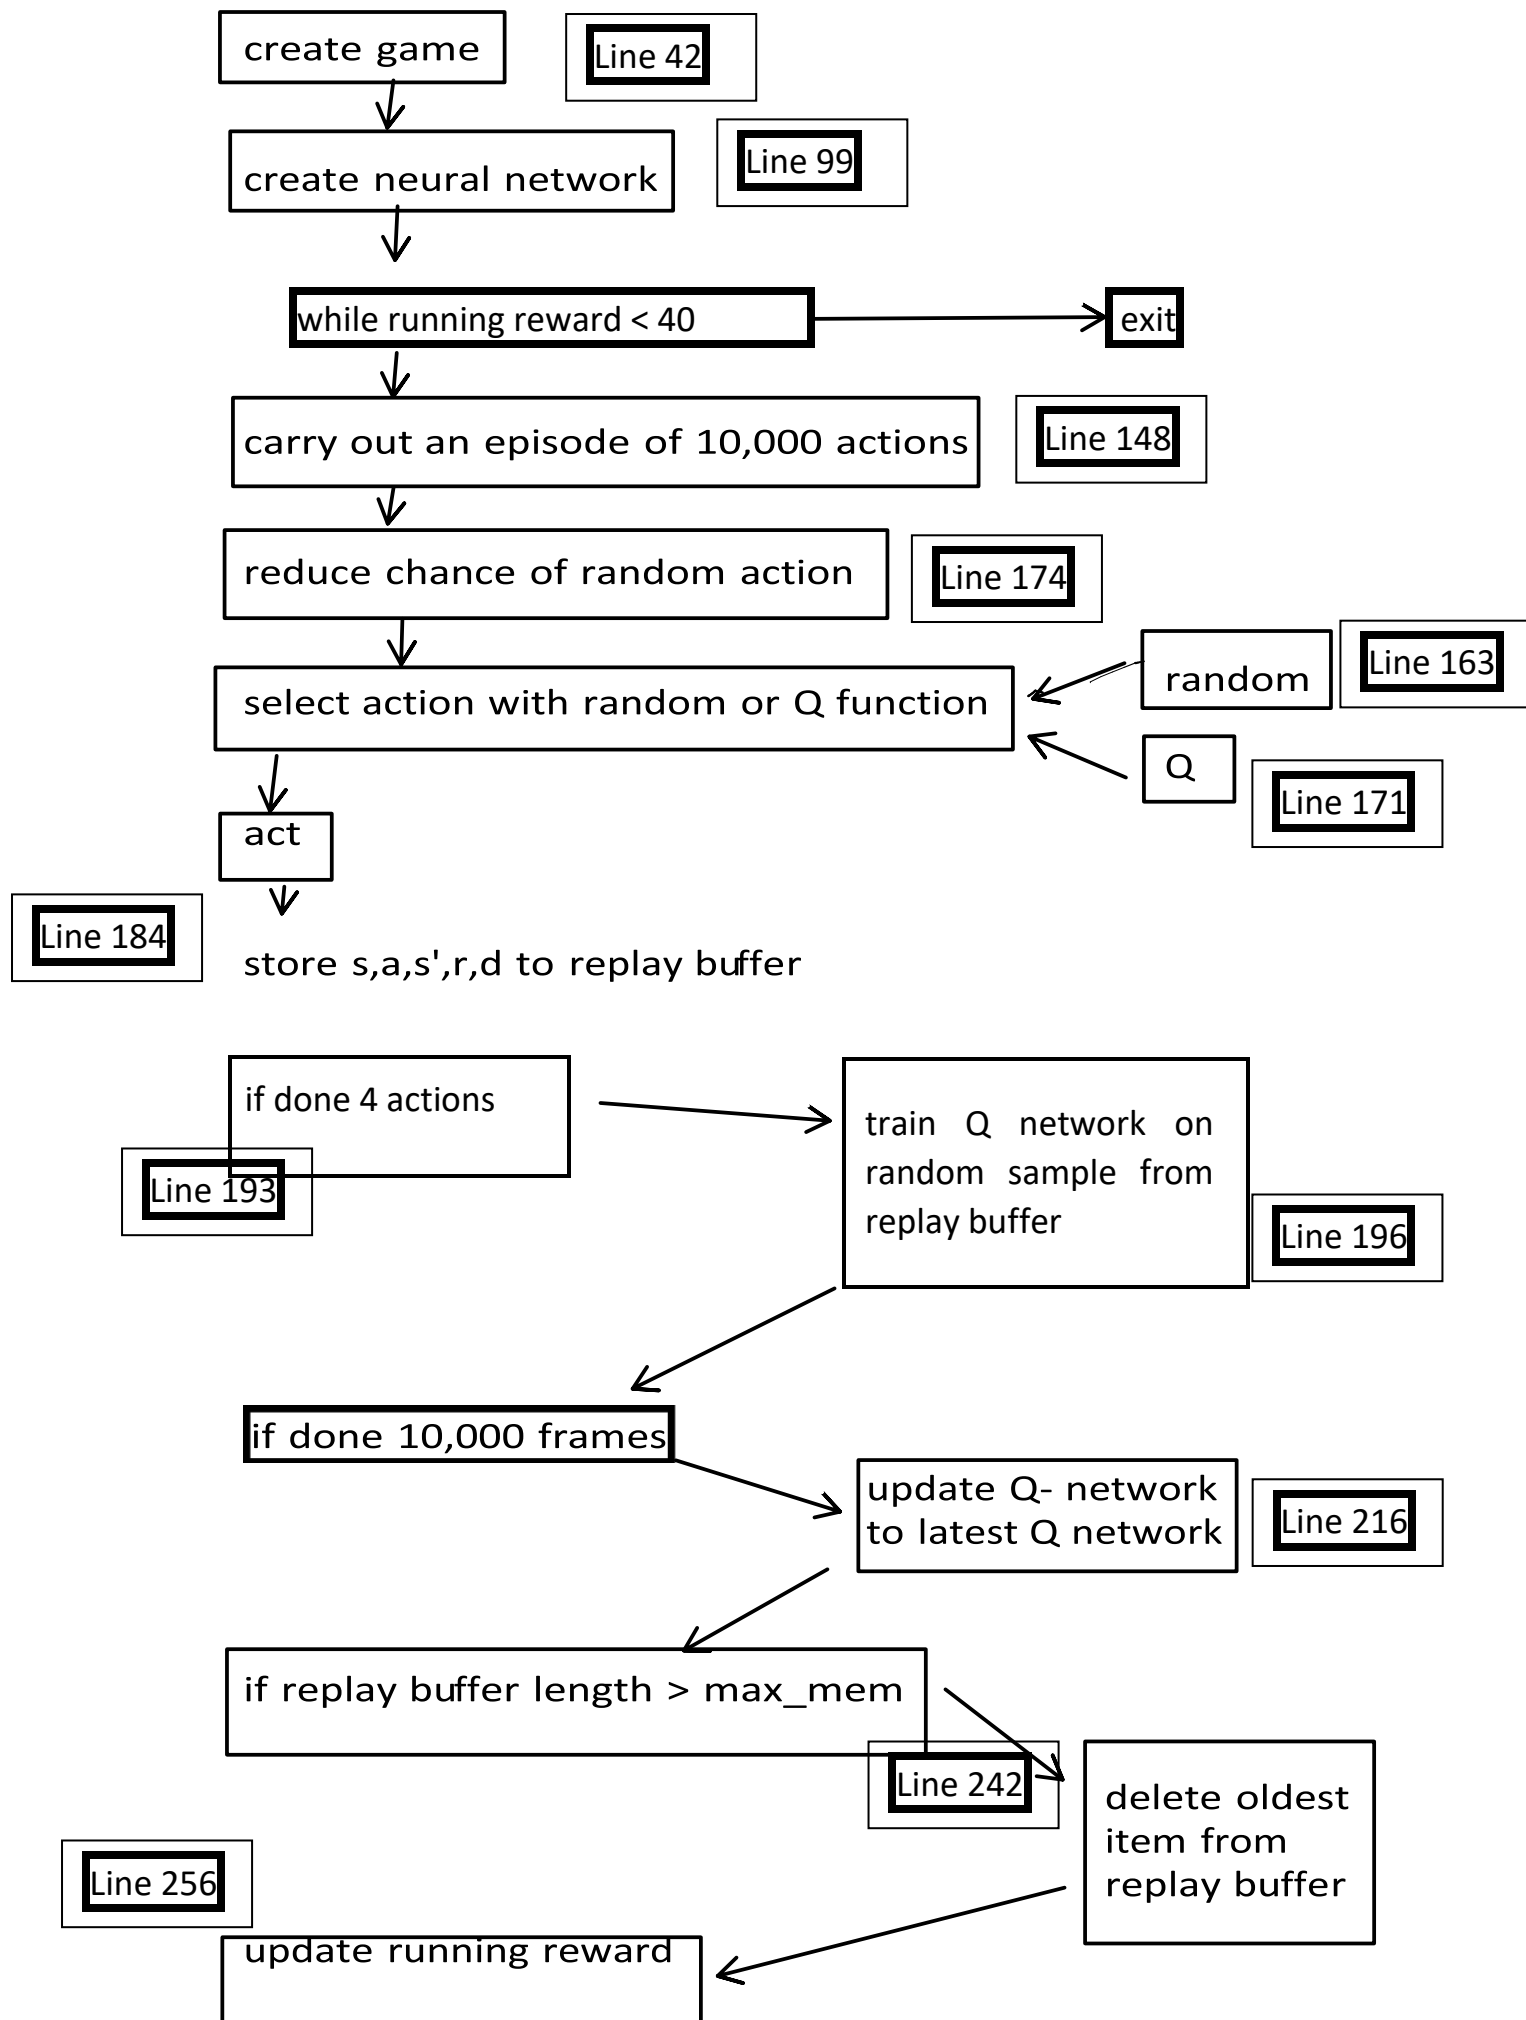 create game
Line 42
create neural network
Line 99
while running reward < 40
exit
carry out an episode of 10,000 actions
Line 148
reduce chance of random action
Line 174
select action with random or Q function
random
Line 163
Q
Line 171
act
Line 184
store s,a,s',r,d to replay buffer
if done 4 actions
Line 193
train Q network on
random sample from
replay buffer
Line 196
if done 10,000 frames
update Q- network
to latest Q network
Line 216
if replay buffer length > max_mem
Line 242
delete oldest
item from
replay buffer
Line 256
update running reward